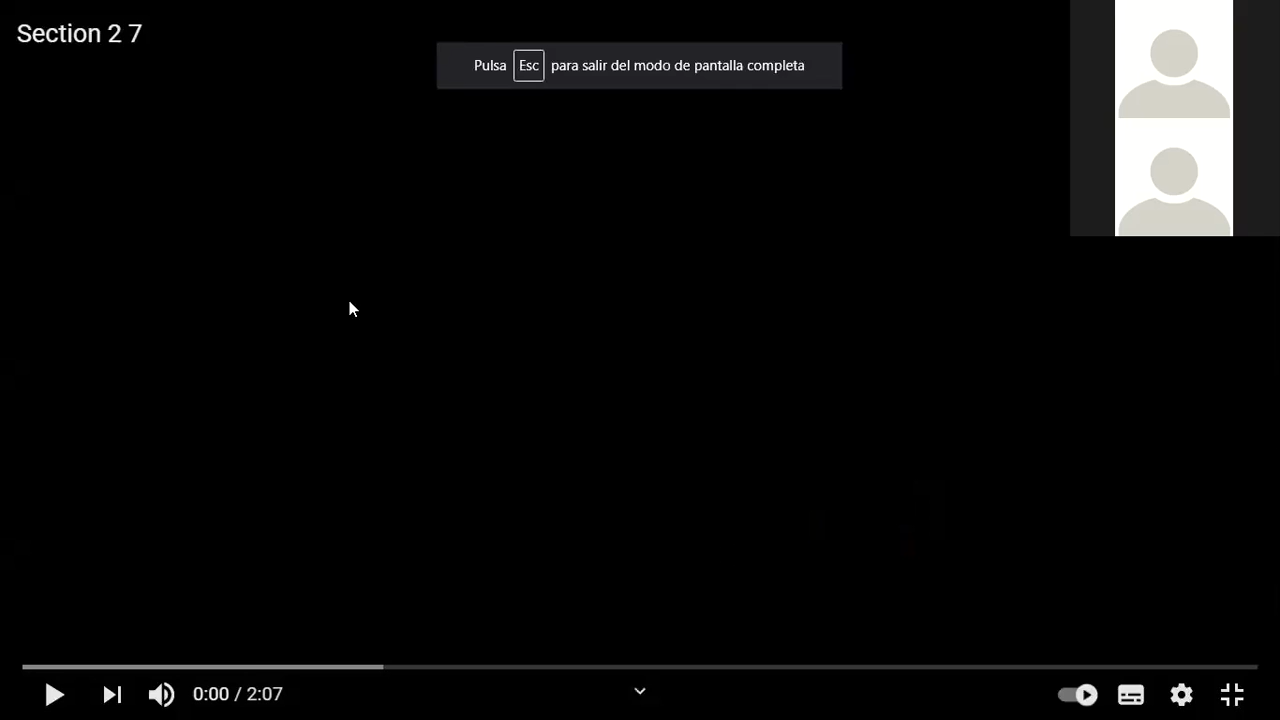 Section 2 7
Pulsa Esc para salir del modo de pantalla completa
0:00 / 2:07